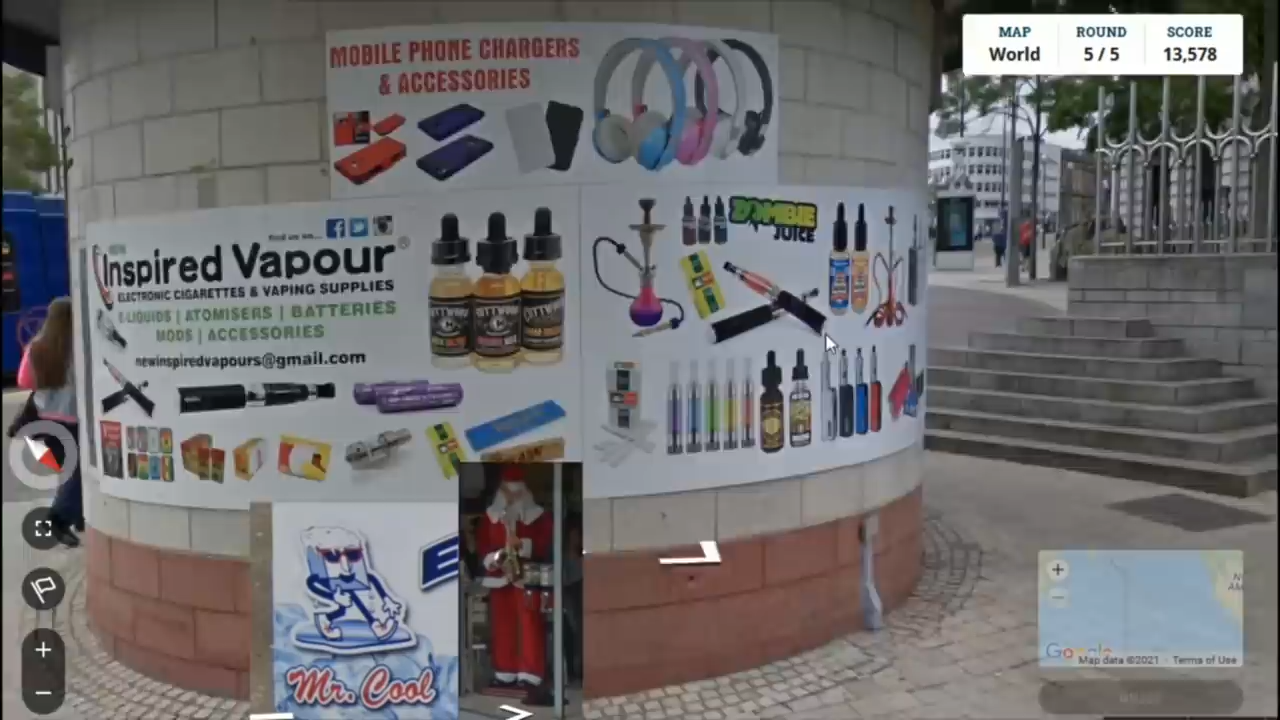 MAP
World
ROUND
5 / 5
SCORE
13,578
MOBILE PHONE CHARGERS
& ACCESSORIES
find us on...
Inspired Vapour®
ELECTRONIC CIGARETTES & VAPING SUPPLIES
E-LIQUIDS | ATOMISERS | BATTERIES
MODS | ACCESSORIES
newinspiredvapours@gmail.com
ZOMBIE
JUICE
Mr. Cool
Google
Map data ©2021
Terms of Use